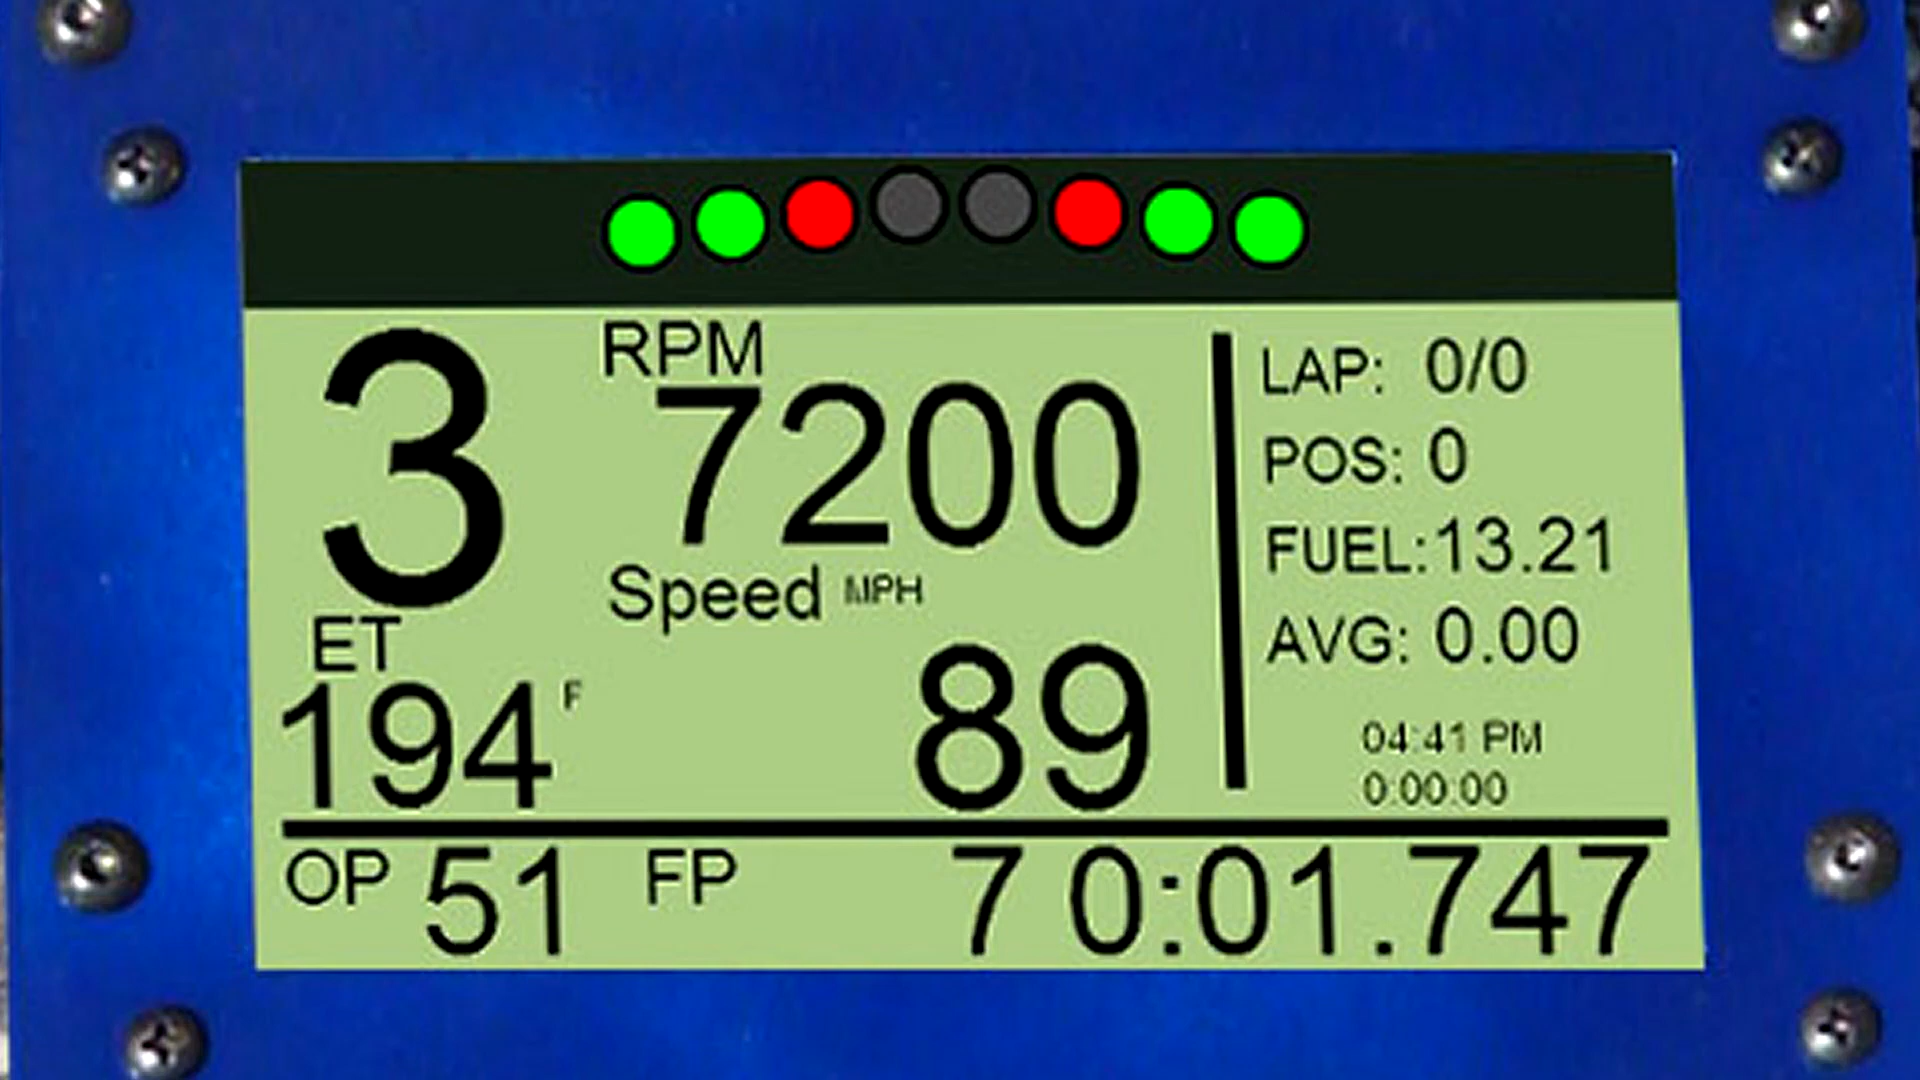 3
RPM
7200
Speed MPH
89
ET
194 F
LAP: 0/0
POS: 0
FUEL:13.21
AVG: 0.00
04:41 PM
0:00:00
OP 51 FP 7 0:01.747